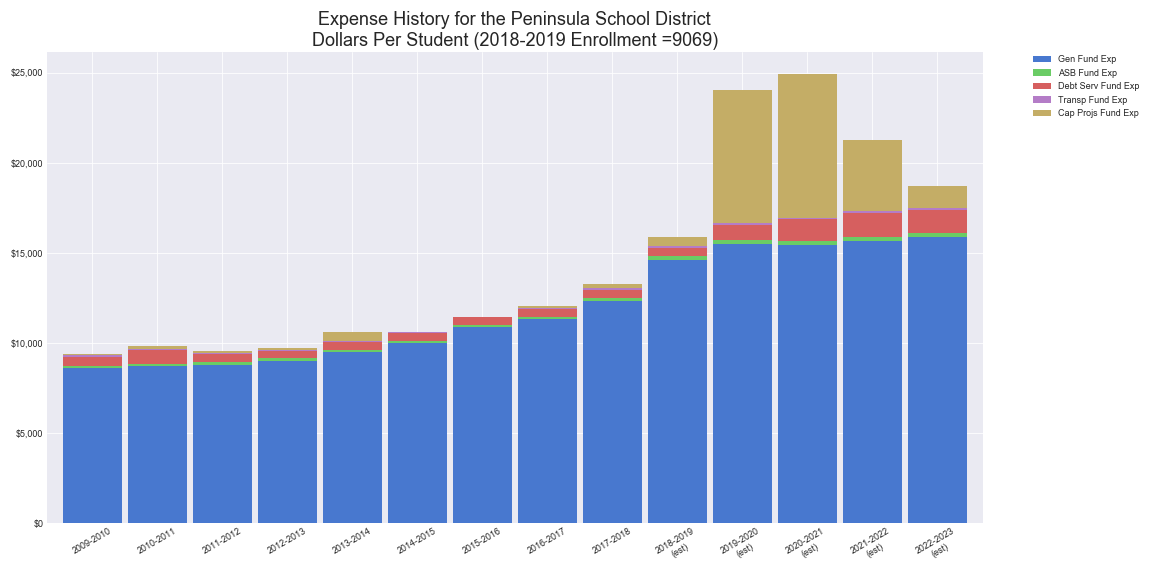 Expense History for the Peninsula School District
Dollars Per Student (2018-2019 Enrollment =9069)
Gen Fund Exp
ASB Fund Exp
Debt Serv Fund Exp
Transp Fund Exp
Cap Projs Fund Exp
$25,000
$20,000
$15,000
$10,000
$5,000
$0
2009-2010
2010-2011
2011-2012
2012-2013
2013-2014
2014-2015
2015-2016
2016-2017
2017-2018
2018-2019
(est)
2019-2020
(est)
2020-2021
(est)
2021-2022
(est)
2022-2023
(est)